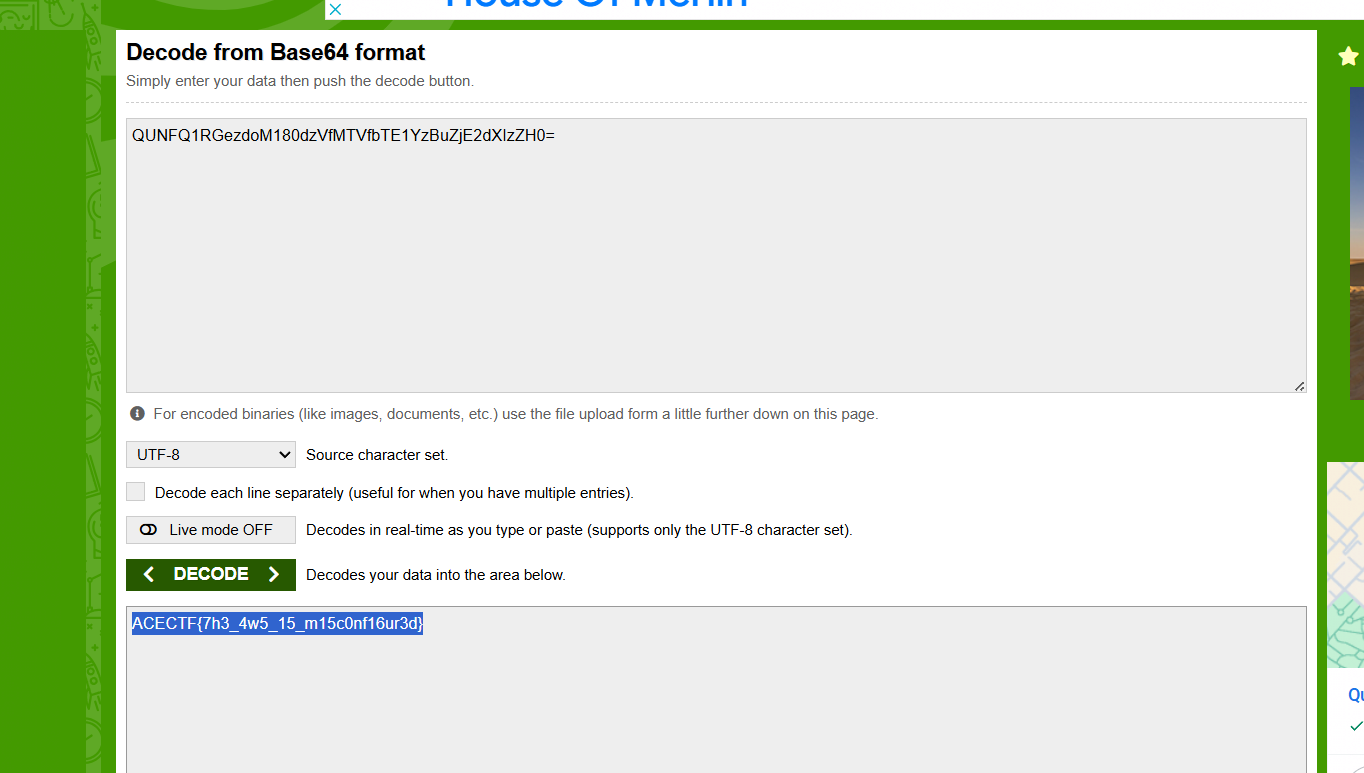 Decode from Base64 format
Simply enter your data then push the decode button.
QUNFQ1RGezdoM180dzVfMTVfbTE1YzBuZjE2dXIzZH0=
For encoded binaries (like images, documents, etc.) use the file upload form a little further down on this page.
UTF-8 Source character set.
Decode each line separately (useful for when you have multiple entries).
Live mode OFF Decodes in real-time as you type or paste (supports only the UTF-8 character set).
DECODE Decodes your data into the area below.
ACECTF{7h3_4w5_15_m15c0nf16ur3d}